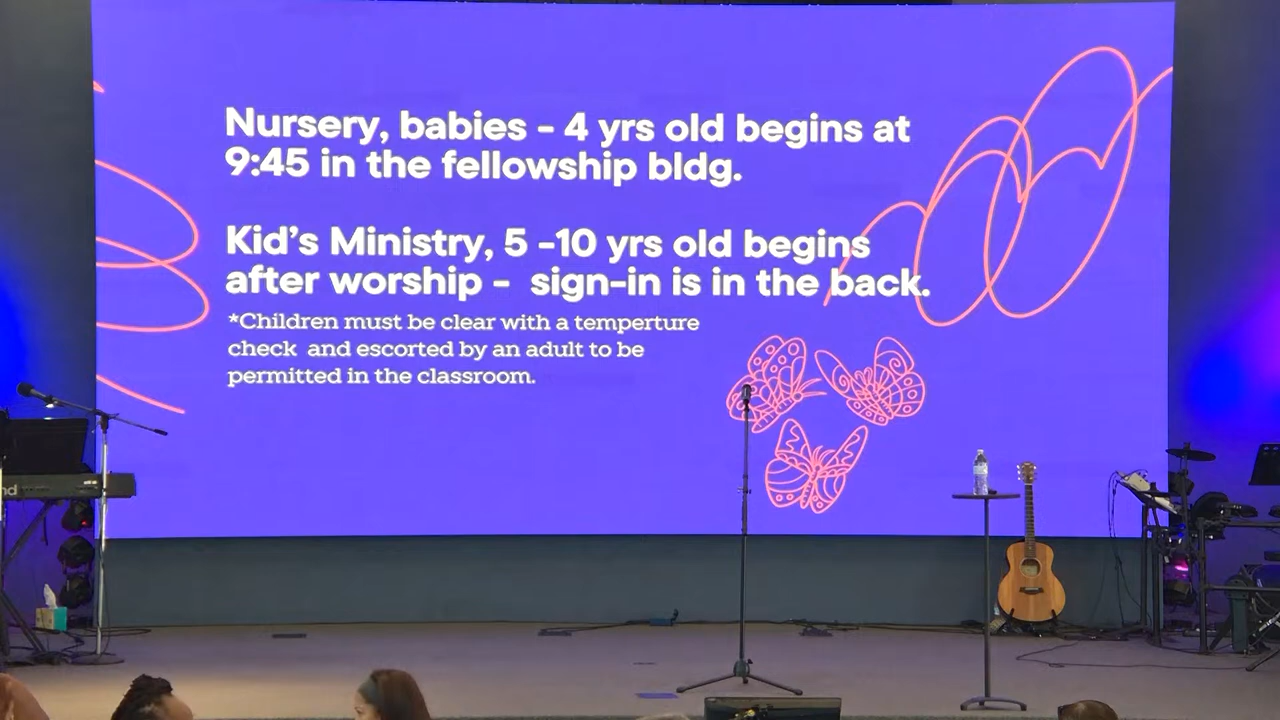 Nursery, babies - 4 yrs old begins at
9:45 in the fellowship bldg.
Kid's Ministry, 5 -10 yrs old begins
after worship - sign-in is in the back.
*Children must be clear with a temperture
check and escorted by an adult to be
permitted in the classroom.